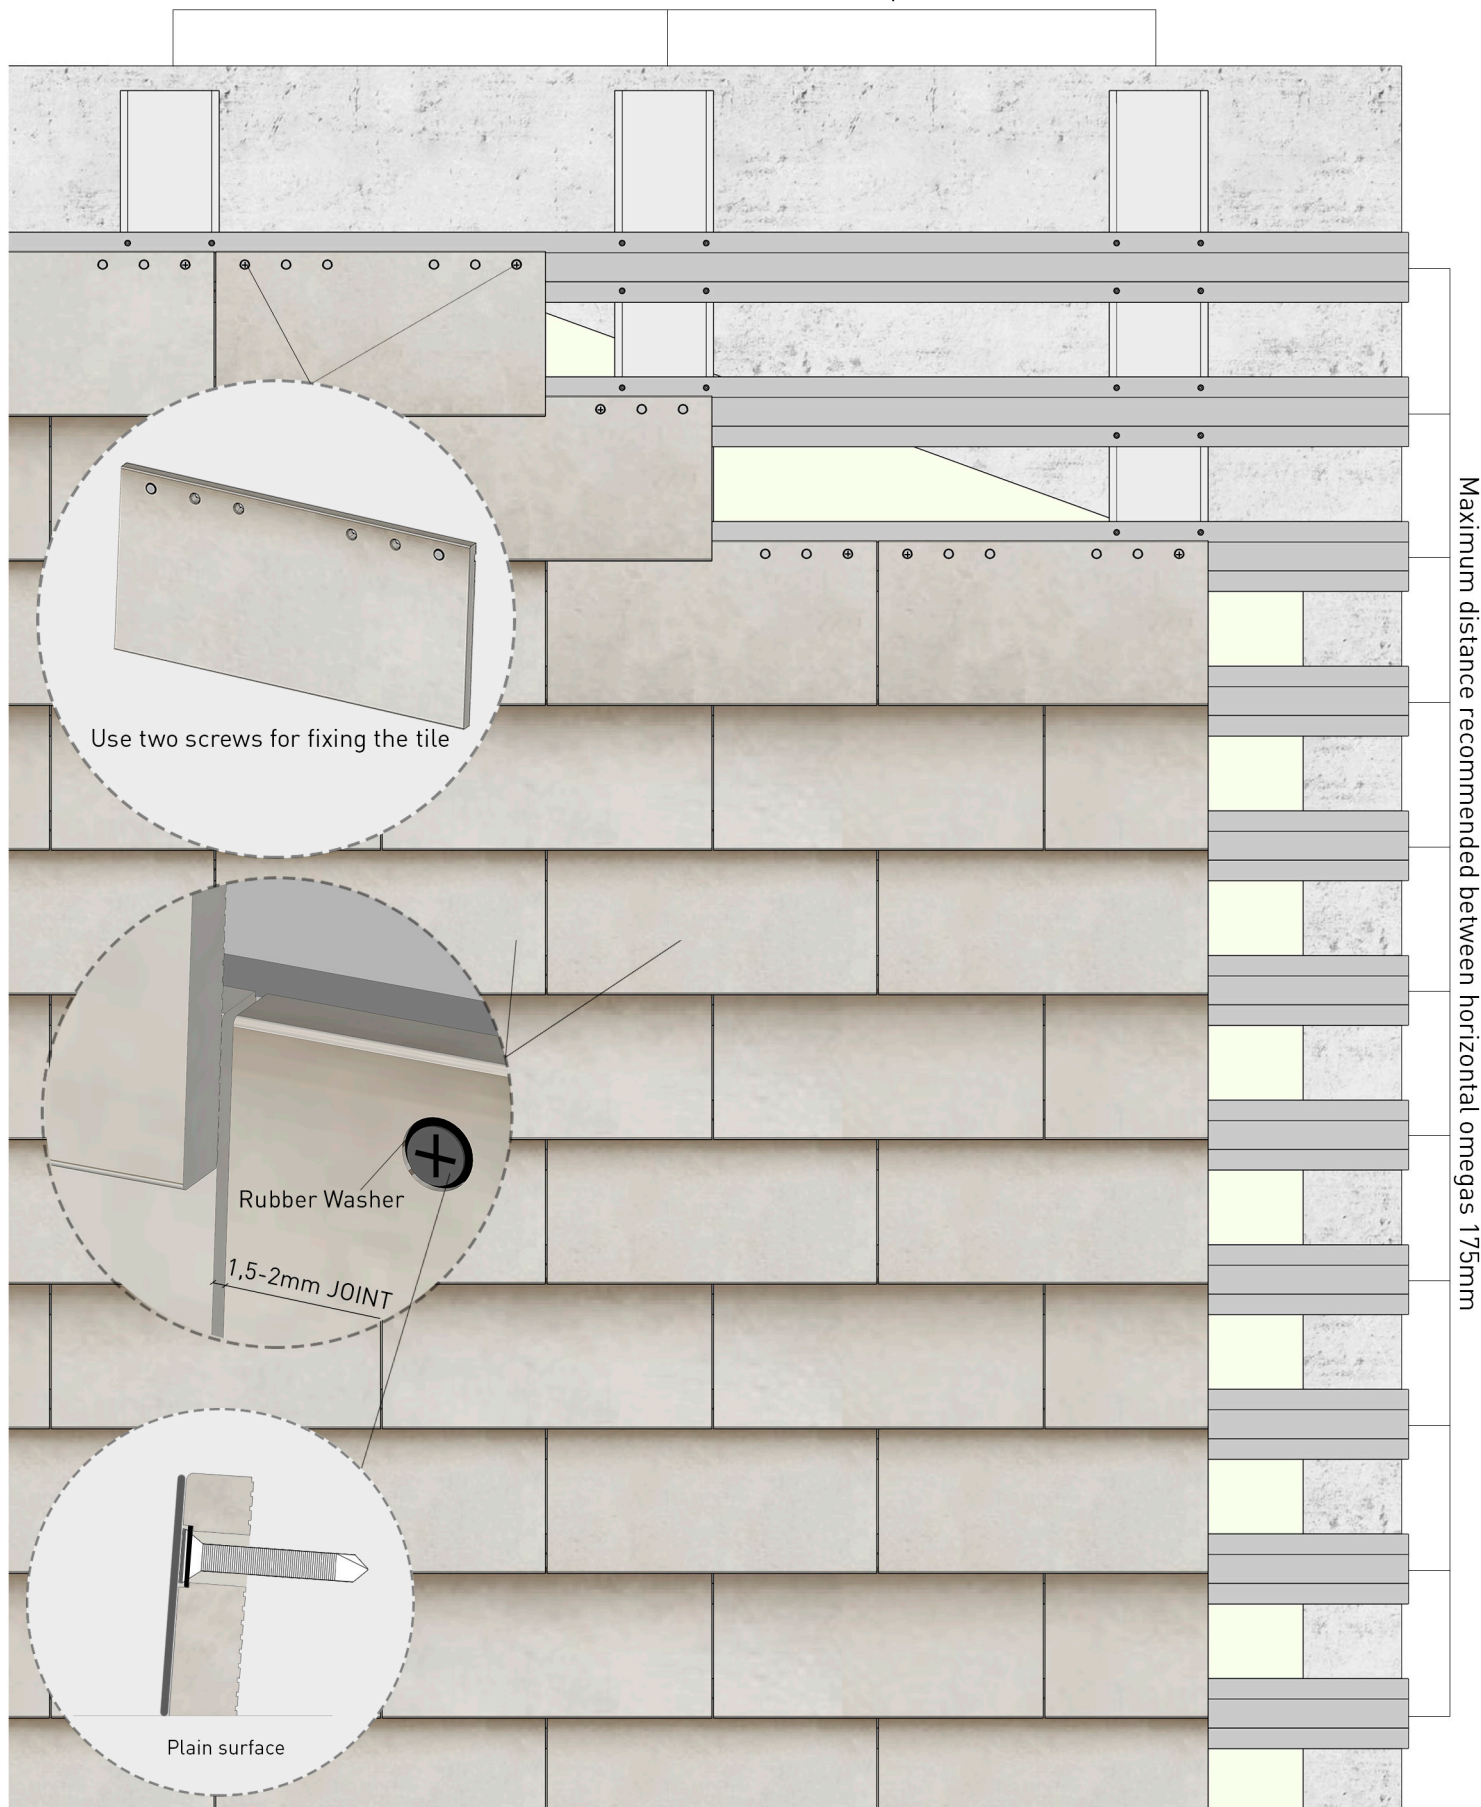 Use two screws for fixing the tile
Maximum distance recommended between horizontal omegas 175mm
Rubber Washer
1,5-2mm JOINT
Plain surface